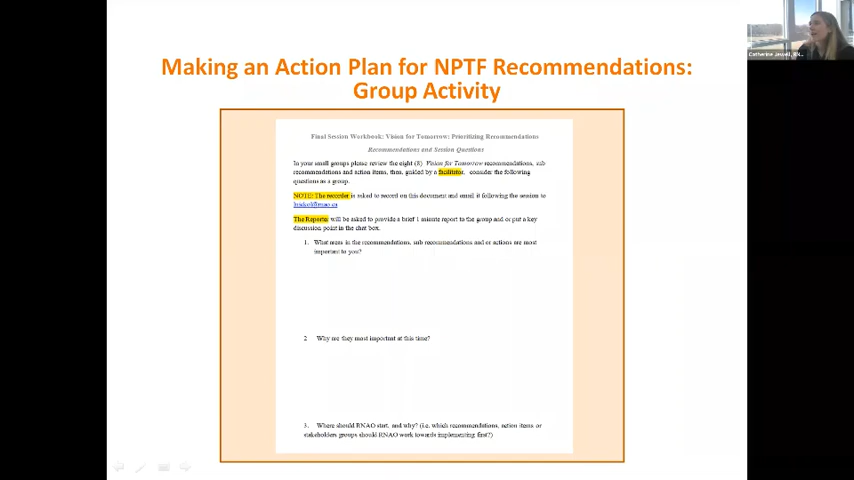 Making an Action Plan for NPTF Recommendations:
Group Activity
Final Session Workbook: Vision for Tomorrow: Prioritizing Recommendations
Recommendations and Session Questions
In your small groups please review the eight (8) Vision for Tomorrow recommendations, sub
recommendations and action items, then, guided by a facilitator, consider the following
questions as a group.
NOTE: The recorder is asked to record on this document and email it following the session to
The Reporter will be asked to provide a brief 1 minute report to the group and or put a key
discussion point in the chat box.
1. What items in the recommendations, sub recommendations and or actions are most
important to you?
2 Why are they most important at this time?
3. Where should RNAO start, and why? (i.e. which recommendations, action items or
stakeholders groups should RNAO work towards implementing first?)